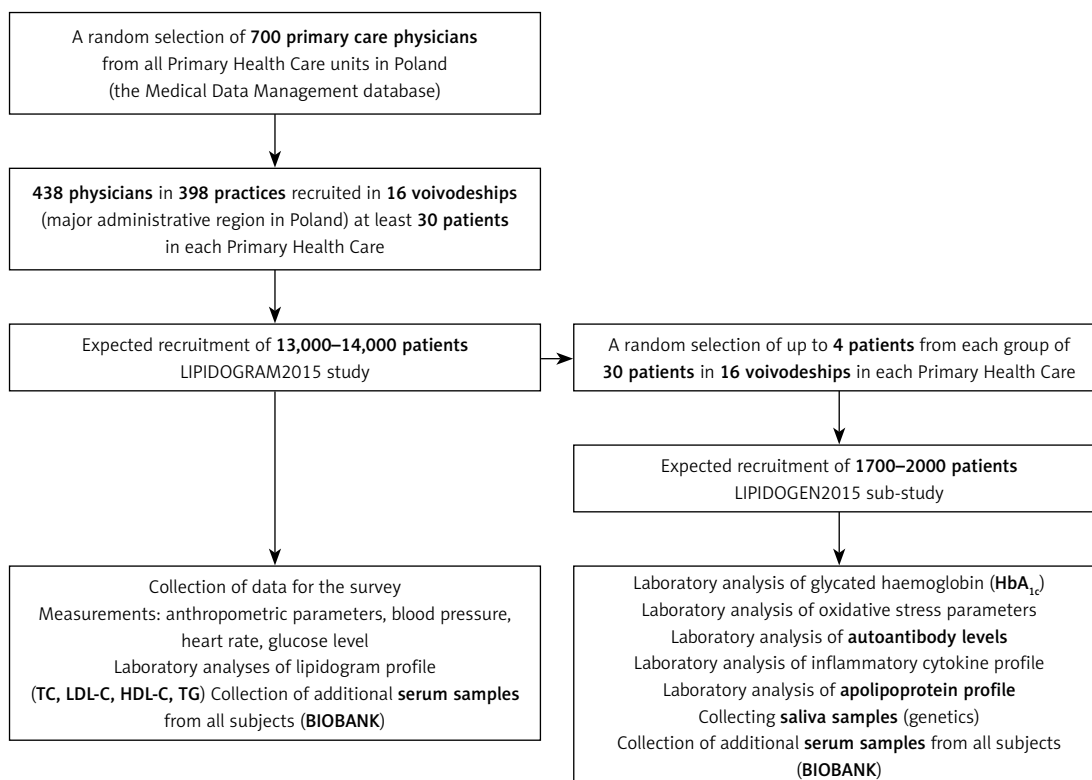 A random selection of 700 primary care physicians
from all Primary Health Care units in Poland
(the Medical Data Management database)
438 physicians in 398 practices recruited in 16 voivodeships
(major administrative region in Poland) at least 30 patients
in each Primary Health Care
Expected recruitment of 13,000–14,000 patients
LIPIDOGRAM2015 study
A random selection of up to 4 patients from each group of
30 patients in 16 voivodeships in each Primary Health Care
Expected recruitment of 1700–2000 patients
LIPIDOGEN2015 sub-study
Collection of data for the survey
Measurements: anthropometric parameters, blood pressure,
heart rate, glucose level
Laboratory analyses of lipidogram profile
(TC, LDL-C, HDL-C, TG) Collection of additional serum samples
from all subjects (BIOBANK)
Laboratory analysis of glycated haemoglobin (HbA1c)
Laboratory analysis of oxidative stress parameters
Laboratory analysis of autoantibody levels
Laboratory analysis of inflammatory cytokine profile
Laboratory analysis of apolipoprotein profile
Collecting saliva samples (genetics)
Collection of additional serum samples from all subjects
(BIOBANK)